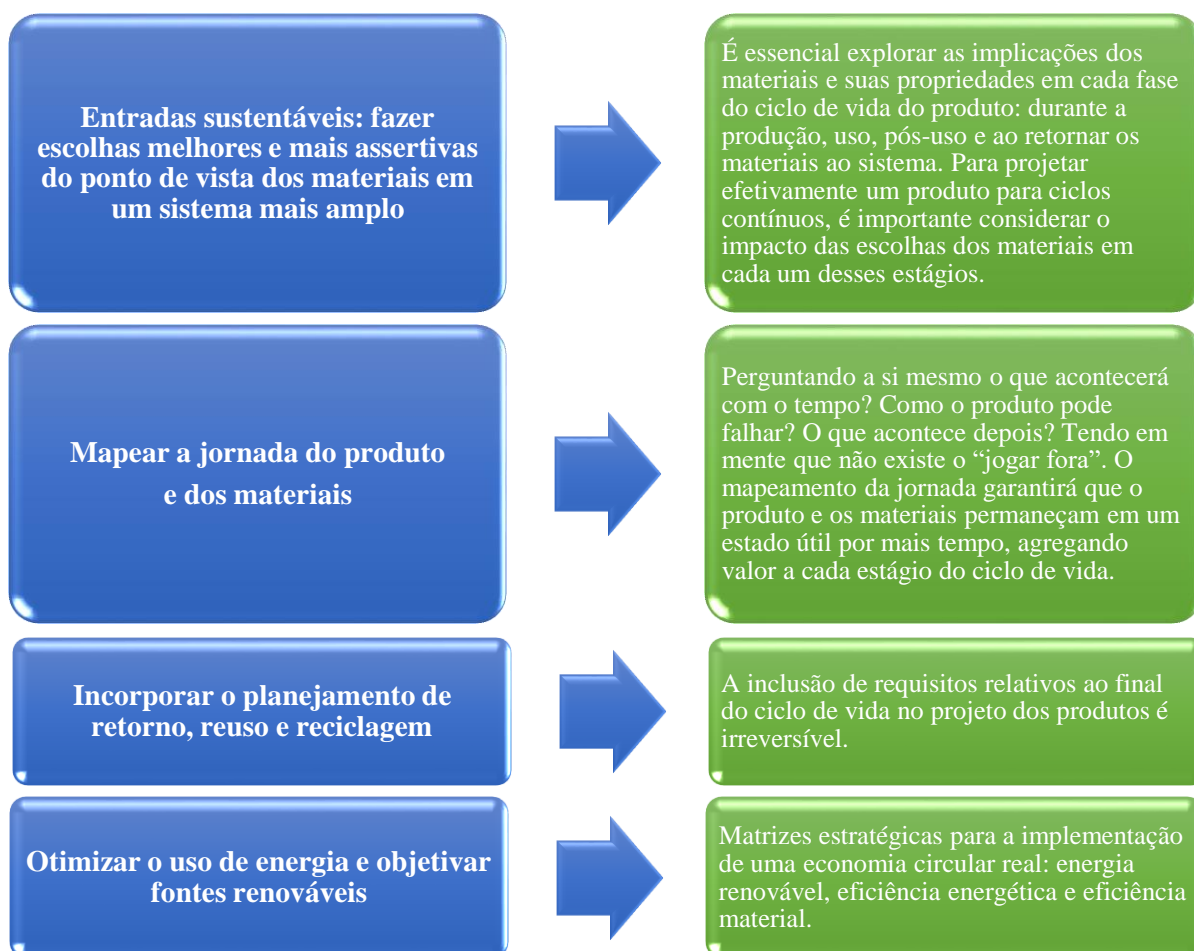 Entradas sustentáveis: fazer
escolhas melhores e mais assertivas
do ponto de vista dos materiais em
um sistema mais amplo
É essencial explorar as implicações dos
materiais e suas propriedades em cada fase
do ciclo de vida do produto: durante a
produção, uso, pós-uso e ao retornar os
materiais ao sistema. Para projetar
efetivamente um produto para ciclos
contínuos, é importante considerar o
impacto das escolhas dos materiais em
cada um desses estágios.
Mapear a jornada do produto
e dos materiais
Perguntando a si mesmo o que acontecerá
com o tempo? Como o produto pode
falhar? O que acontece depois? Tendo em
mente que não existe o “jogar fora”. O
mapeamento da jornada garantirá que o
produto e os materiais permaneçam em um
estado útil por mais tempo, agregando
valor a cada estágio do ciclo de vida.
Incorporar o planejamento de
retorno, reuso e reciclagem
A inclusão de requisitos relativos ao final
do ciclo de vida no projeto dos produtos é
irreversível.
Otimizar o uso de energia e objetivar
fontes renováveis
Matrizes estratégicas para a implementação
de uma economia circular real: energia
renovável, eficiência energética e eficiência
material.